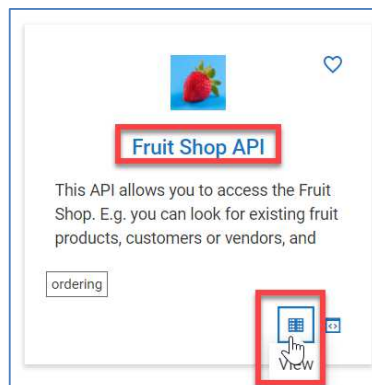 Fruit Shop API
This API allows you to access the Fruit
Shop. E.g. you can look for existing fruit
products, customers or vendors, and
ordering
View